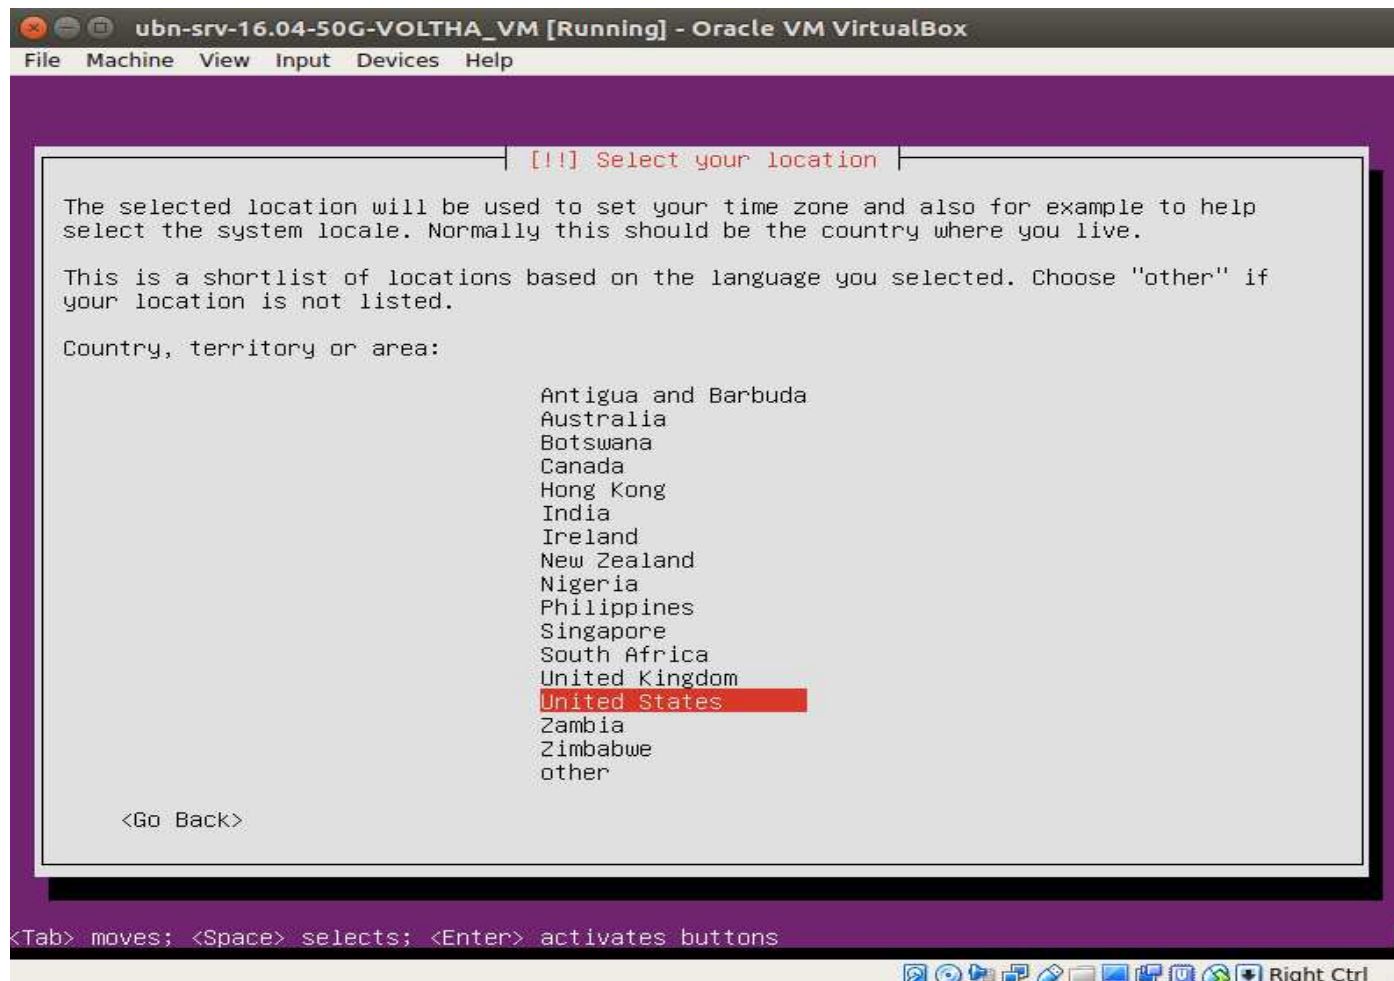 ubn-srv-16.04-50G-VOLTHA_VM [Running] - Oracle VM VirtualBox
File Machine View Input Devices Help
[!!] Select your location
The selected location will be used to set your time zone and also for example to help
select the system locale. Normally this should be the country where you live.
This is a shortlist of locations based on the language you selected. Choose "other" if
your location is not listed.
Country, territory or area:
Antigua and Barbuda
Australia
Botswana
Canada
Hong Kong
India
Ireland
New Zealand
Nigeria
Philippines
Singapore
South Africa
United Kingdom
United States
Zambia
Zimbabwe
other
<Go Back>
<Tab> moves; <Space> selects; <Enter> activates buttons
Right Ctrl